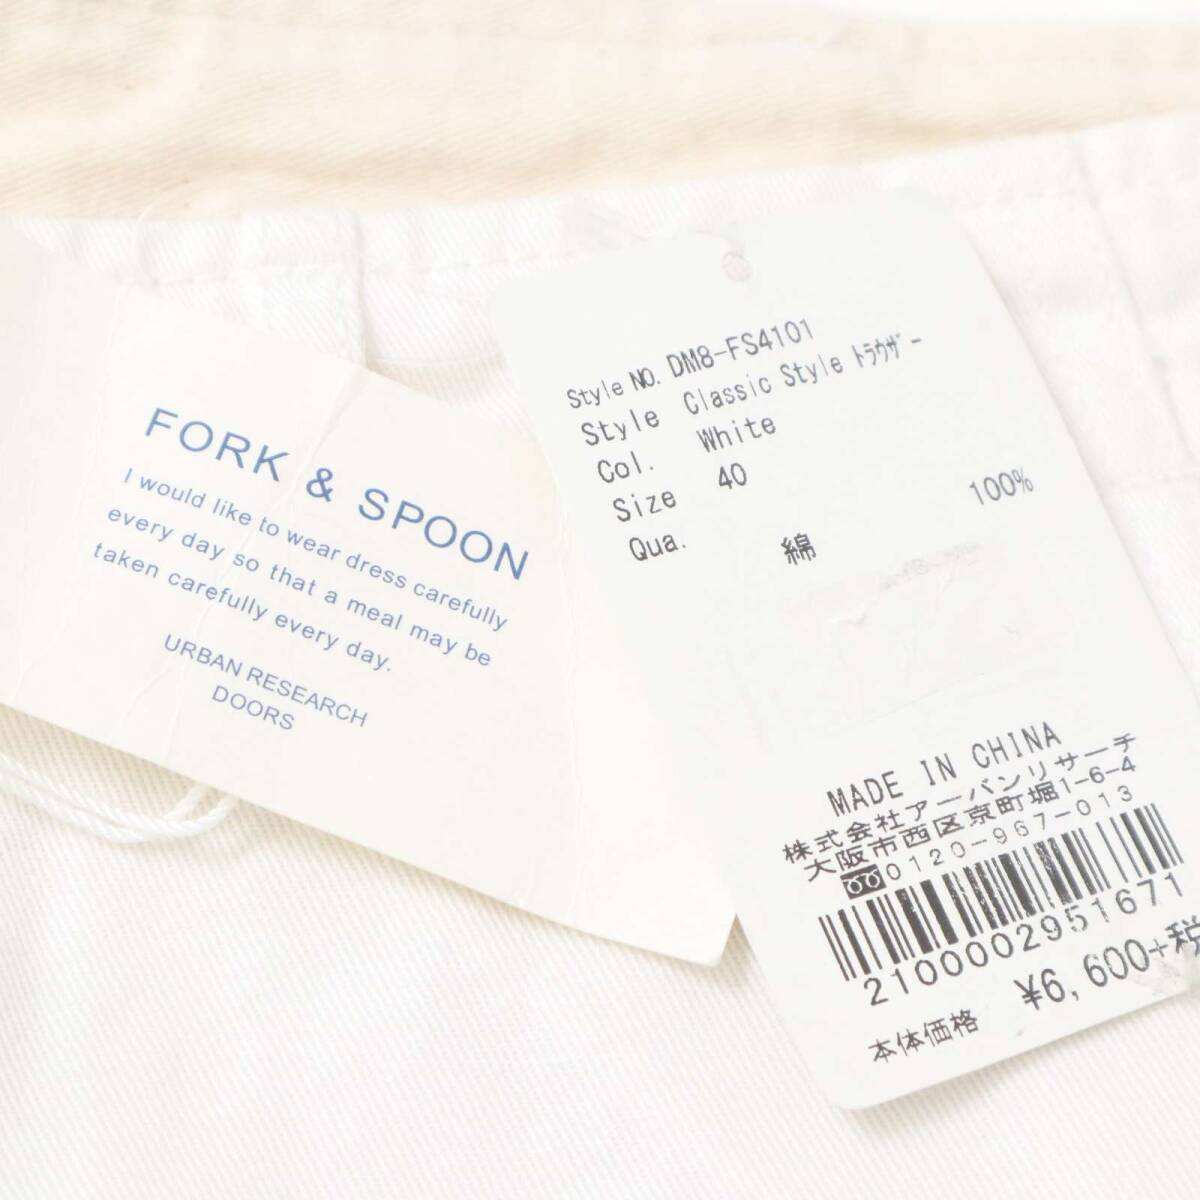 FORK & SPOON
I would like to wear dress carefully
every day so that a meal may be
taken carefully every day.
URBAN RESEARCH
DOORS
Style NO. DM8-FS4101
Style Classic Style ﾄﾗｳｻﾞｰ
Col. White
Size 40
Qua. 綿 100%
MADE IN CHINA
株式会社アーバンリサーチ
大阪市西区京町堀1-6-4
0120-967-013
2100002951671
本体価格 ¥6,600+税